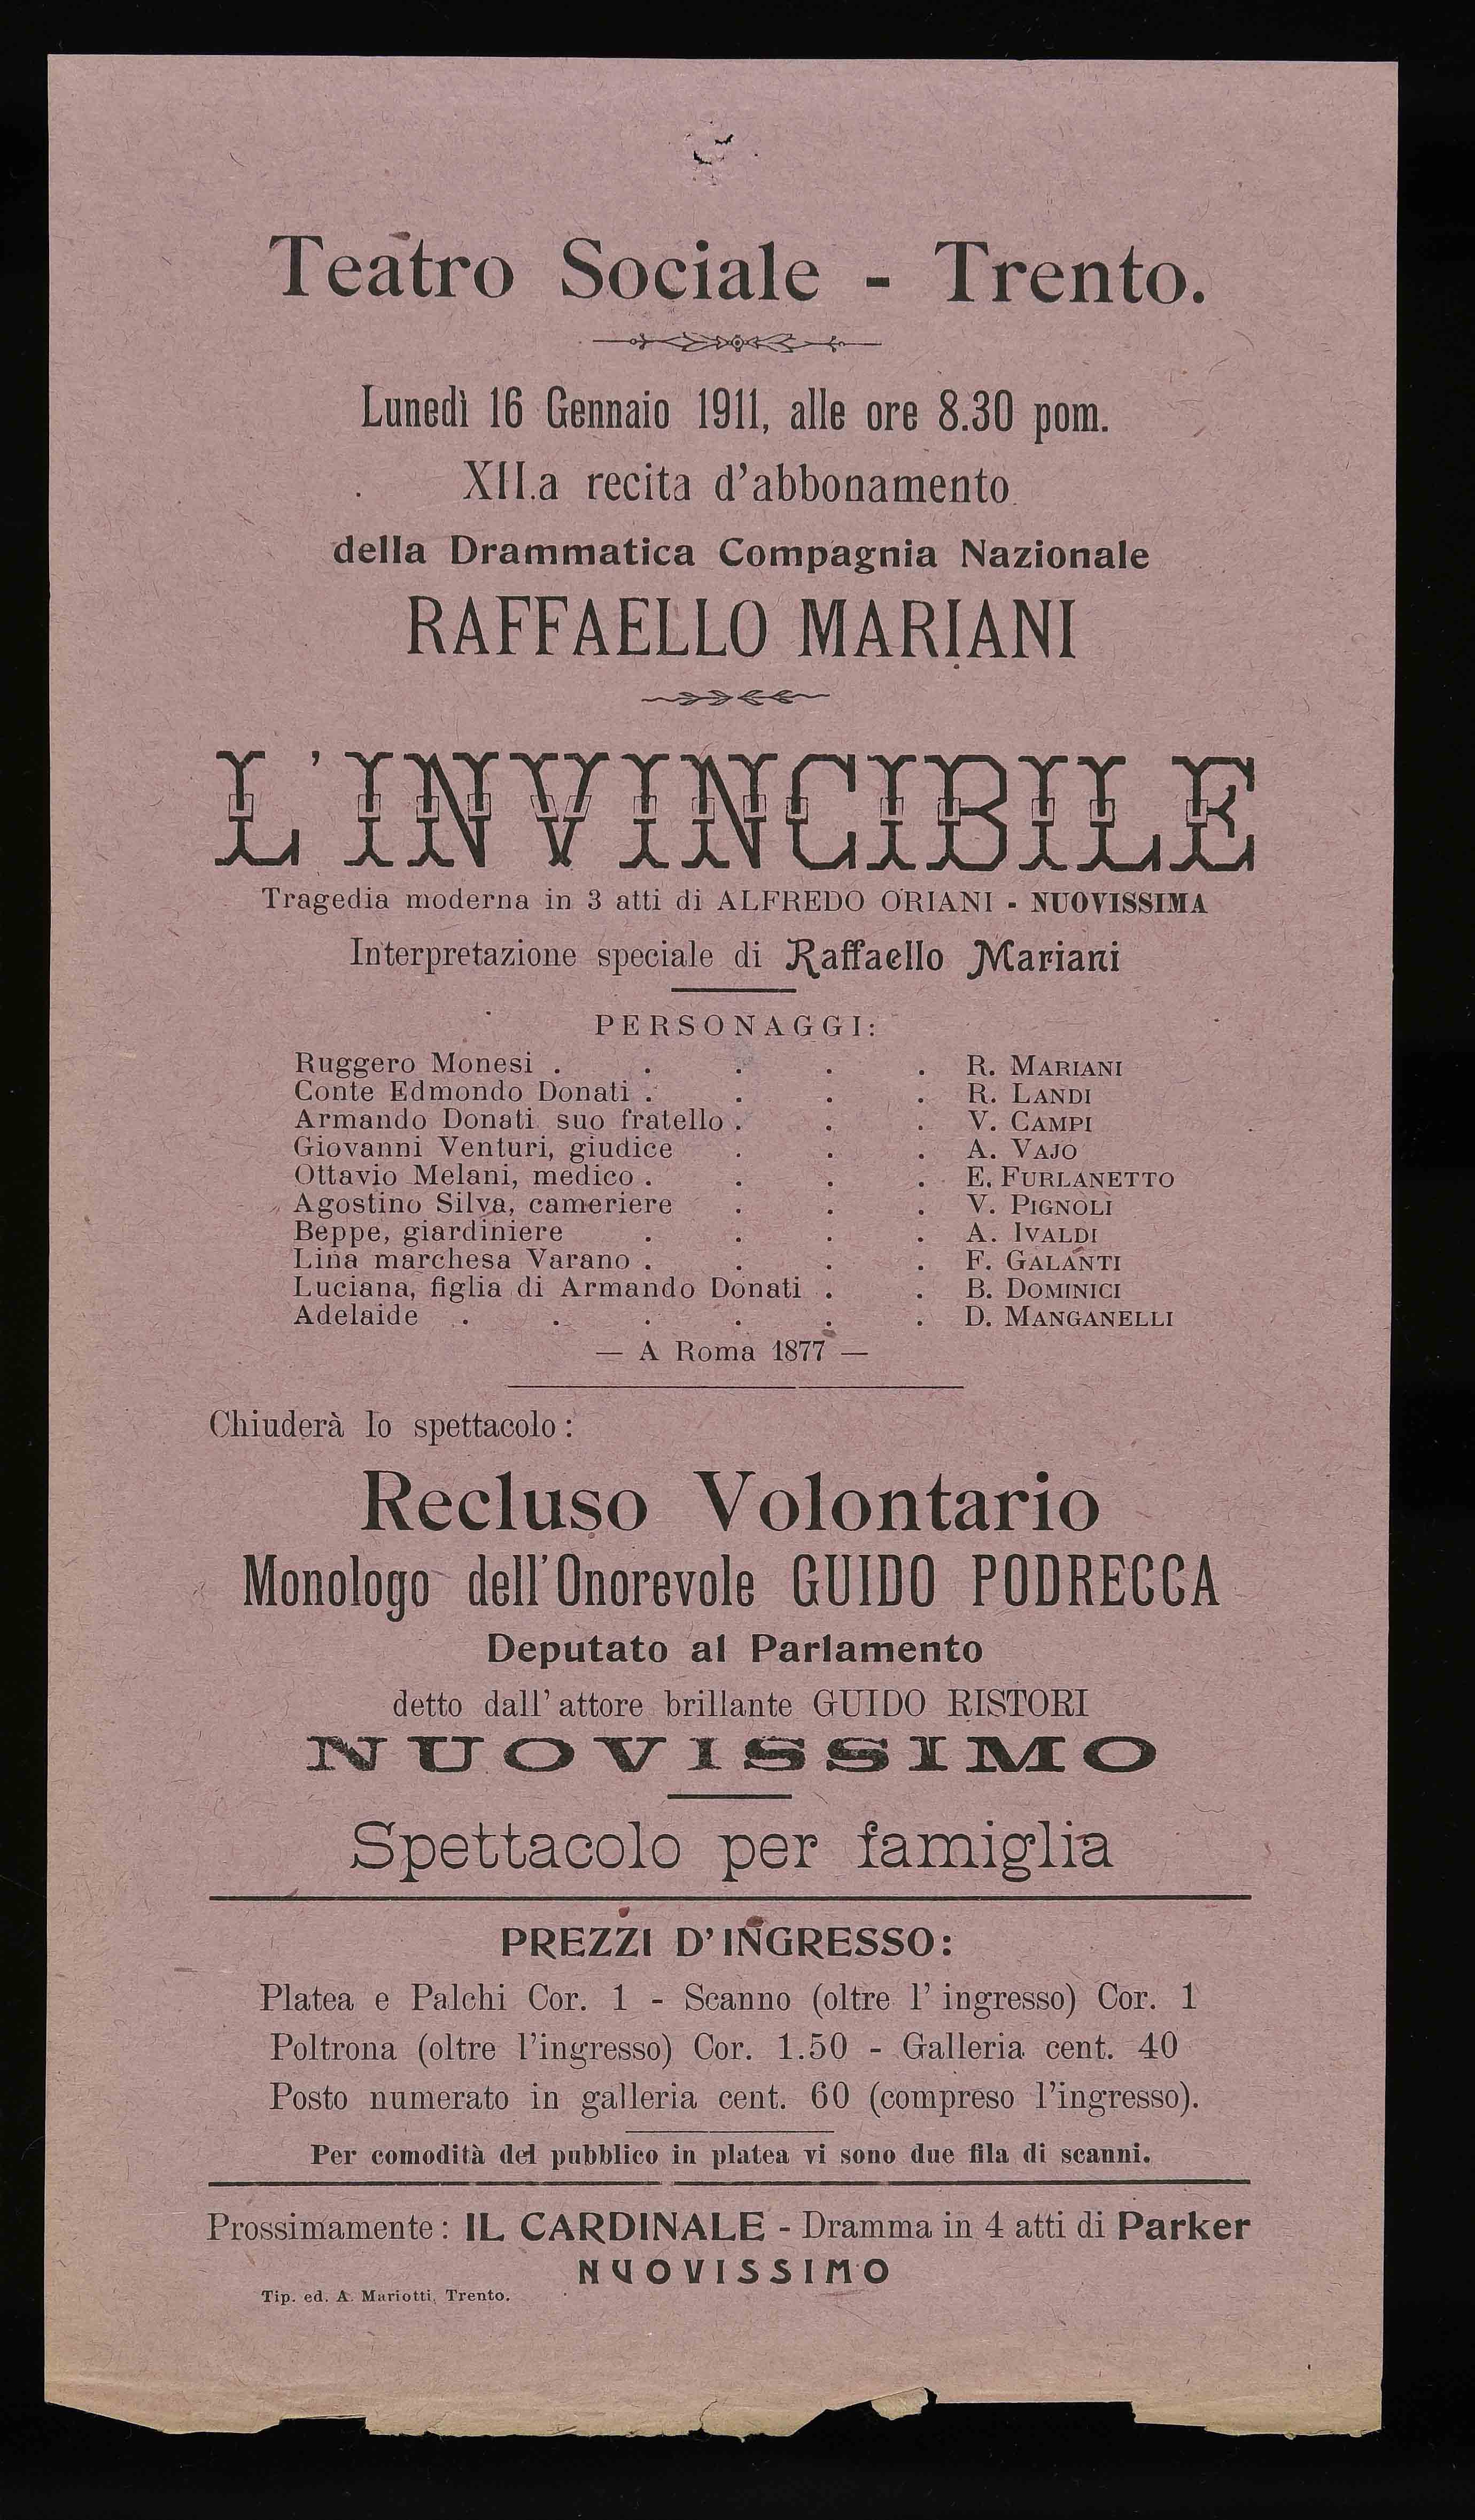 Teatro Sociale - Trento.
Lunedì 16 Gennaio 1911, alle ore 8.30 pom.
XII.a recita d'abbonamento
della Drammatica Compagnia Nazionale
RAFFAELLO MARIANI
L'INVINCIBILE
Tragedia moderna in 3 atti di ALFREDO ORIANI - NUOVISSIMA
Interpretazione speciale di Raffaello Mariani
PERSONAGGI:
Ruggero Monesi . . . . . R. MARIANI
Conte Edmondo Donati . . . . R. LANDI
Armando Donati suo fratello . . . V. CAMPI
Giovanni Venturi, giudice . . . A. VAJO
Ottavio Melani, medico . . . . E. FURLANETTO
Agostino Silva, cameriere . . . V. PIGNOLI
Beppe, giardiniere . . . . A. IVALDI
Lina marchesa Varano . . . . F. GALANTI
Luciana, figlia di Armando Donati . . B. DOMINICI
Adelaide . . . . . . D. MANGANELLI
— A Roma 1877 —
Chiuderà lo spettacolo:
Recluso Volontario
Monologo dell'Onorevole GUIDO PODRECCA
Deputato al Parlamento
detto dall'attore brillante GUIDO RISTORI
NUOVISSIMO
Spettacolo per famiglia
PREZZI D'INGRESSO:
Platea e Palchi Cor. 1 - Scanno (oltre l'ingresso) Cor. 1
Poltrona (oltre l'ingresso) Cor. 1.50 - Galleria cent. 40
Posto numerato in galleria cent. 60 (compreso l'ingresso).
Per comodità del pubblico in platea vi sono due fila di scanni.
Prossimamente: IL CARDINALE - Dramma in 4 atti di Parker
NUOVISSIMO
Tip. ed. A. Mariotti, Trento.